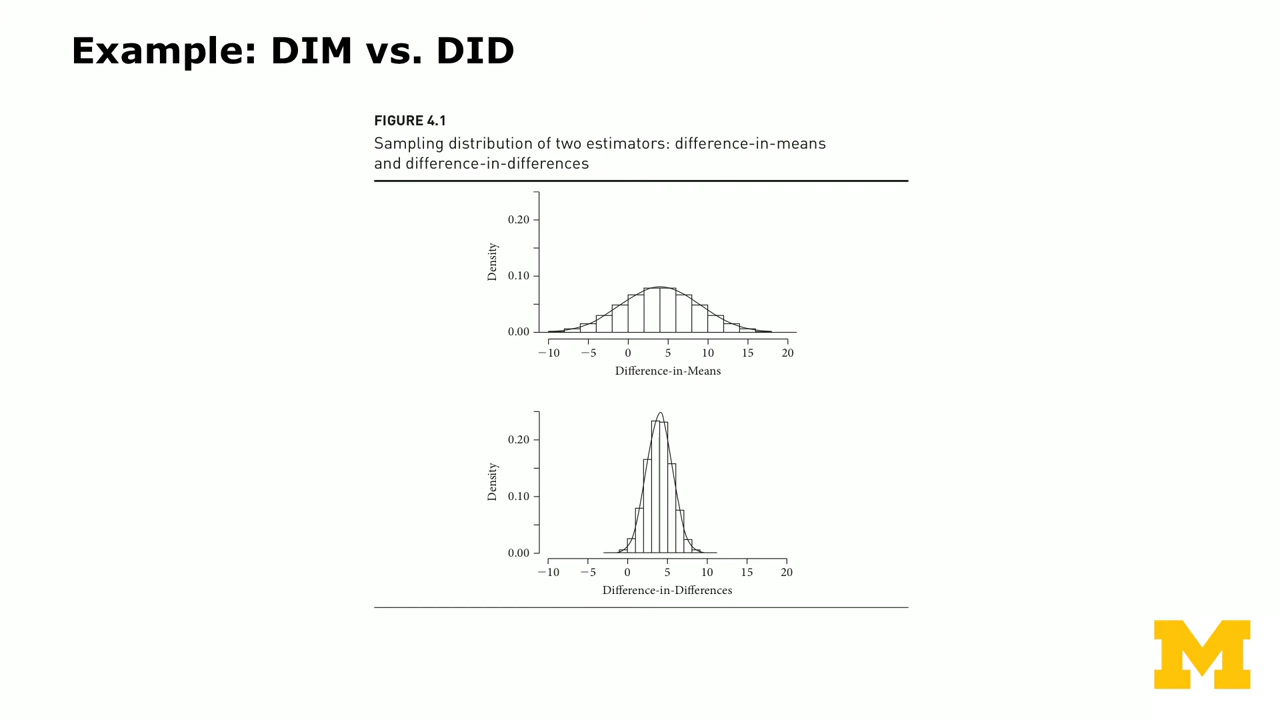 Example: DIM vs. DID
FIGURE 4.1
Sampling distribution of two estimators: difference-in-means
and difference-in-differences
0.20
0.10
0.00
Density
−10 −5 0 5 10 15 20
Difference-in-Means
0.20
0.10
0.00
Density
−10 −5 0 5 10 15 20
Difference-in-Differences
M